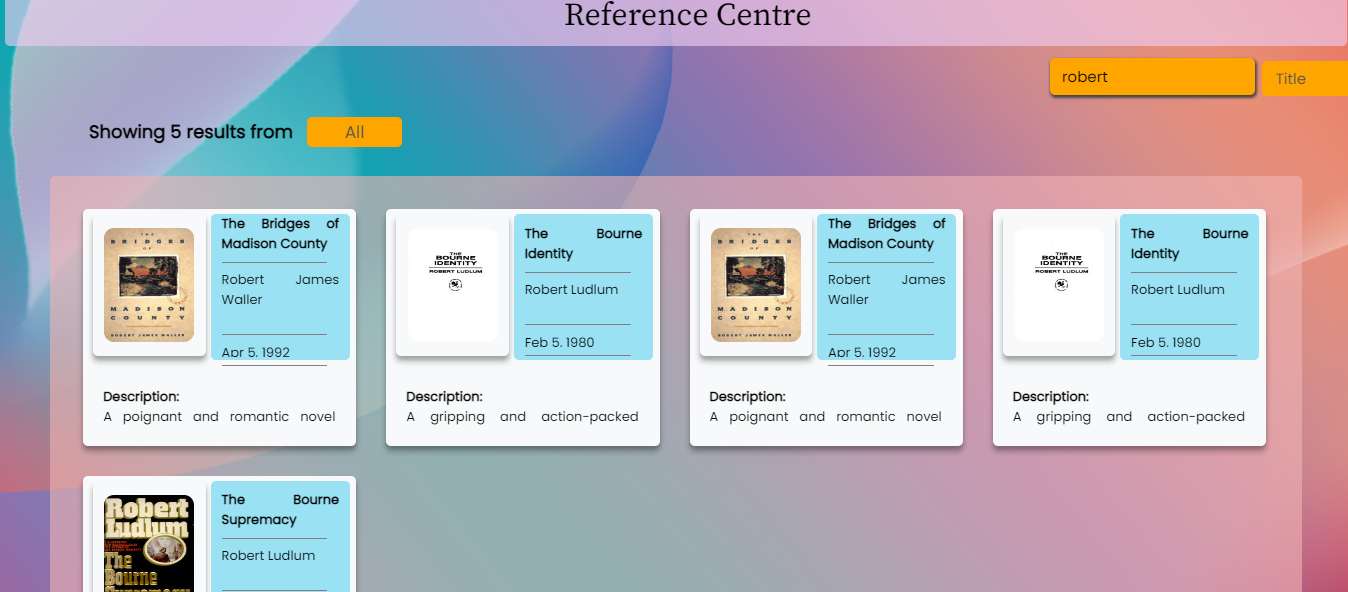 Reference Centre
robert
Title
Showing 5 results from
All
THE
BRIDGES
OF
MADISON
COUNTY
ROBERT JAMES WALLER
The Bridges of
Madison County
Robert James
Waller
Apr 5, 1992
Description:
A poignant and romantic novel
THE
BOURNE
IDENTITY
ROBERT LUDLUM
The Bourne
Identity
Robert Ludlum
Feb 5, 1980
Description:
A gripping and action-packed
THE
BRIDGES
OF
MADISON
COUNTY
ROBERT JAMES WALLER
The Bridges of
Madison County
Robert James
Waller
Apr 5, 1992
Description:
A poignant and romantic novel
THE
BOURNE
IDENTITY
ROBERT LUDLUM
The Bourne
Identity
Robert Ludlum
Feb 5, 1980
Description:
A gripping and action-packed
Robert
Ludlum
The
Bourne
Supremacy
The Bourne
Supremacy
Robert Ludlum